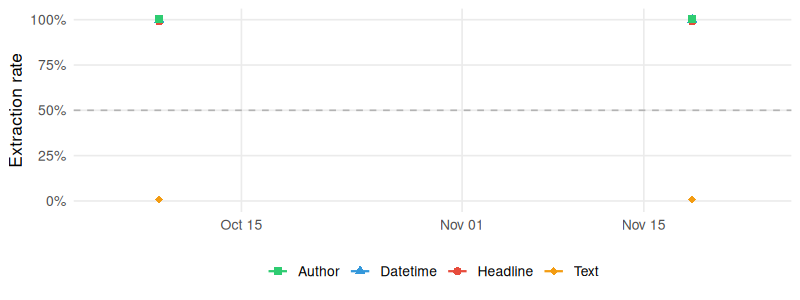 Extraction rate
100%
75%
50%
25%
0%
Oct 15 Nov 01 Nov 15
Author Datetime Headline Text